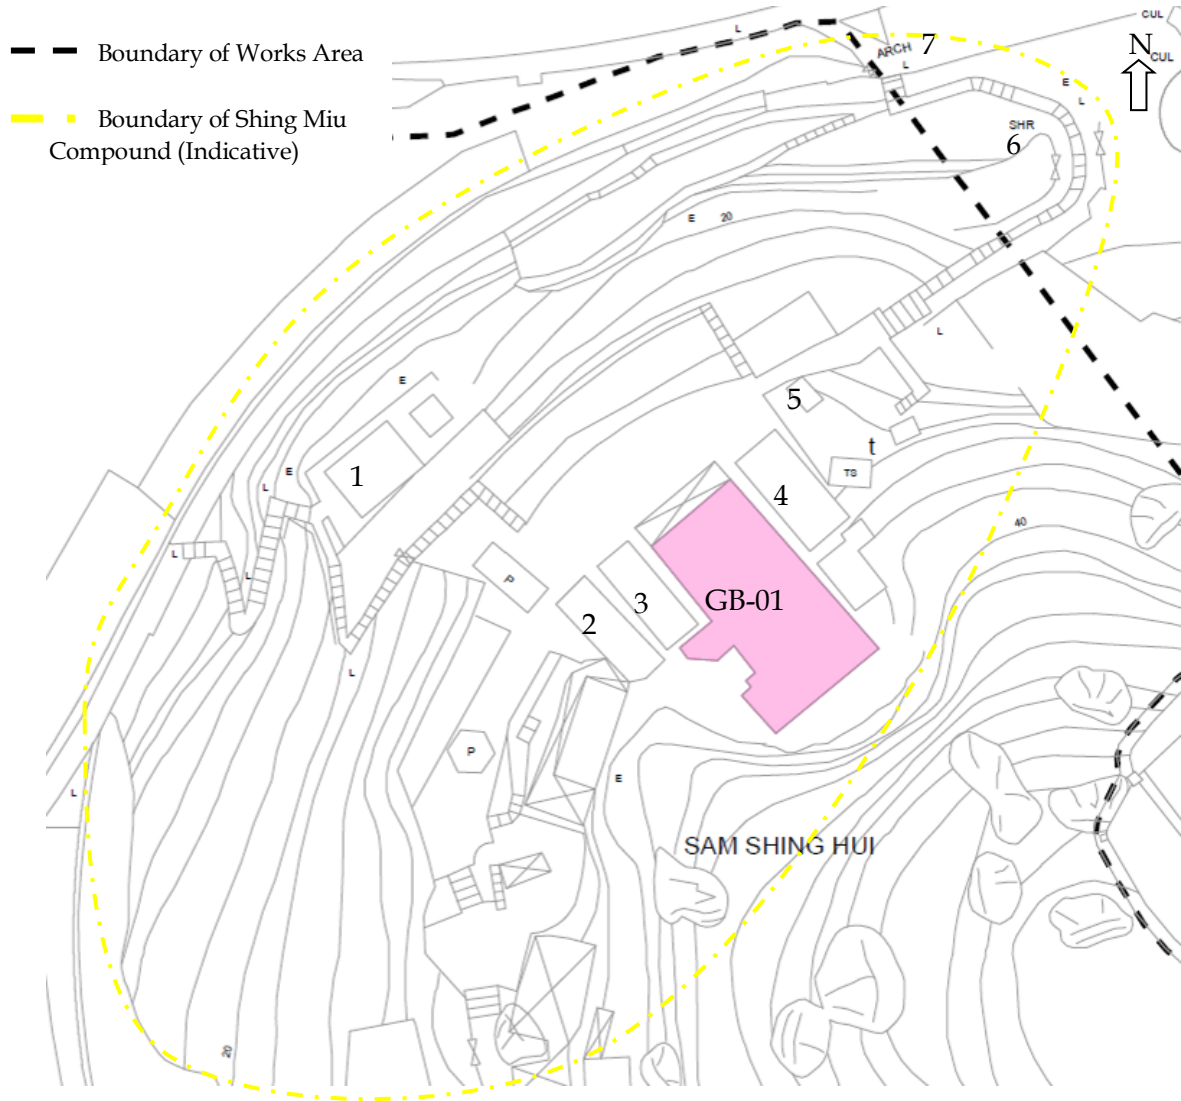 Boundary of Works Area
Boundary of Shing Miu
Compound (Indicative)
L
CUL
ARCH
7
L
N
CUL
E
L
SHR
6
E
20
L
E
5
1
E
L
t
TS
4
40
L
L
P
3
GB-01
2
L
P
E
L
SAM SHING HUI
20